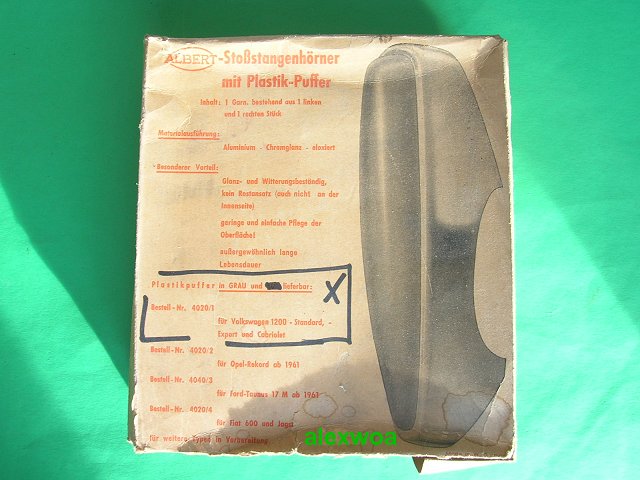 ALBERT-Stoßstangenhörner
mit Plastik-Puffer
Inhalt: 1 Garn. bestehend aus 1 linken
und 1 rechten Stück
Materialausführung:
Aluminium - Chromglanz - eloxiert
Besonderer Vorteil:
Glanz- und Witterungsbeständig,
kein Rostansatz (auch nicht an der
Innenseite)
geringe und einfache Pflege der
Oberfläche!
außergewöhnlich lange
Lebensdauer
Plastikpuffer in GRAU und lieferbar:
X
Bestell-Nr. 4020/1
für Volkswagen 1200 - Standard, -
Export und Cabriolet
Bestell-Nr. 4020/2
für Opel-Rekord ab 1961
Bestell-Nr. 4040/3
für Ford-Taunus 17 M ab 1961
Bestell-Nr. 4020/4
für Fiat 600 und Jagst
für weitere Typen in Vorbereitung
alexwoa